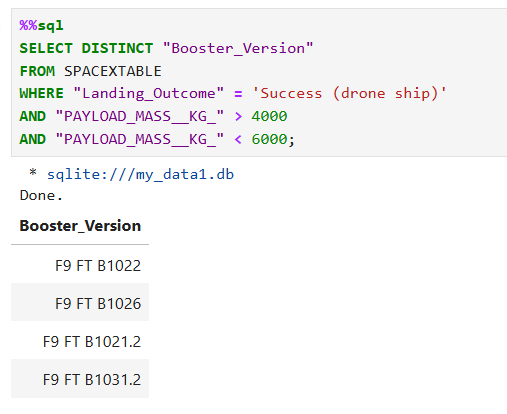 %%sql
SELECT DISTINCT "Booster_Version"
FROM SPACEXTABLE
WHERE "Landing_Outcome" = 'Success (drone ship)'
AND "PAYLOAD_MASS__KG_" > 4000
AND "PAYLOAD_MASS__KG_" < 6000;
* sqlite:///my_data1.db
Done.
Booster_Version
F9 FT B1022
F9 FT B1026
F9 FT B1021.2
F9 FT B1031.2